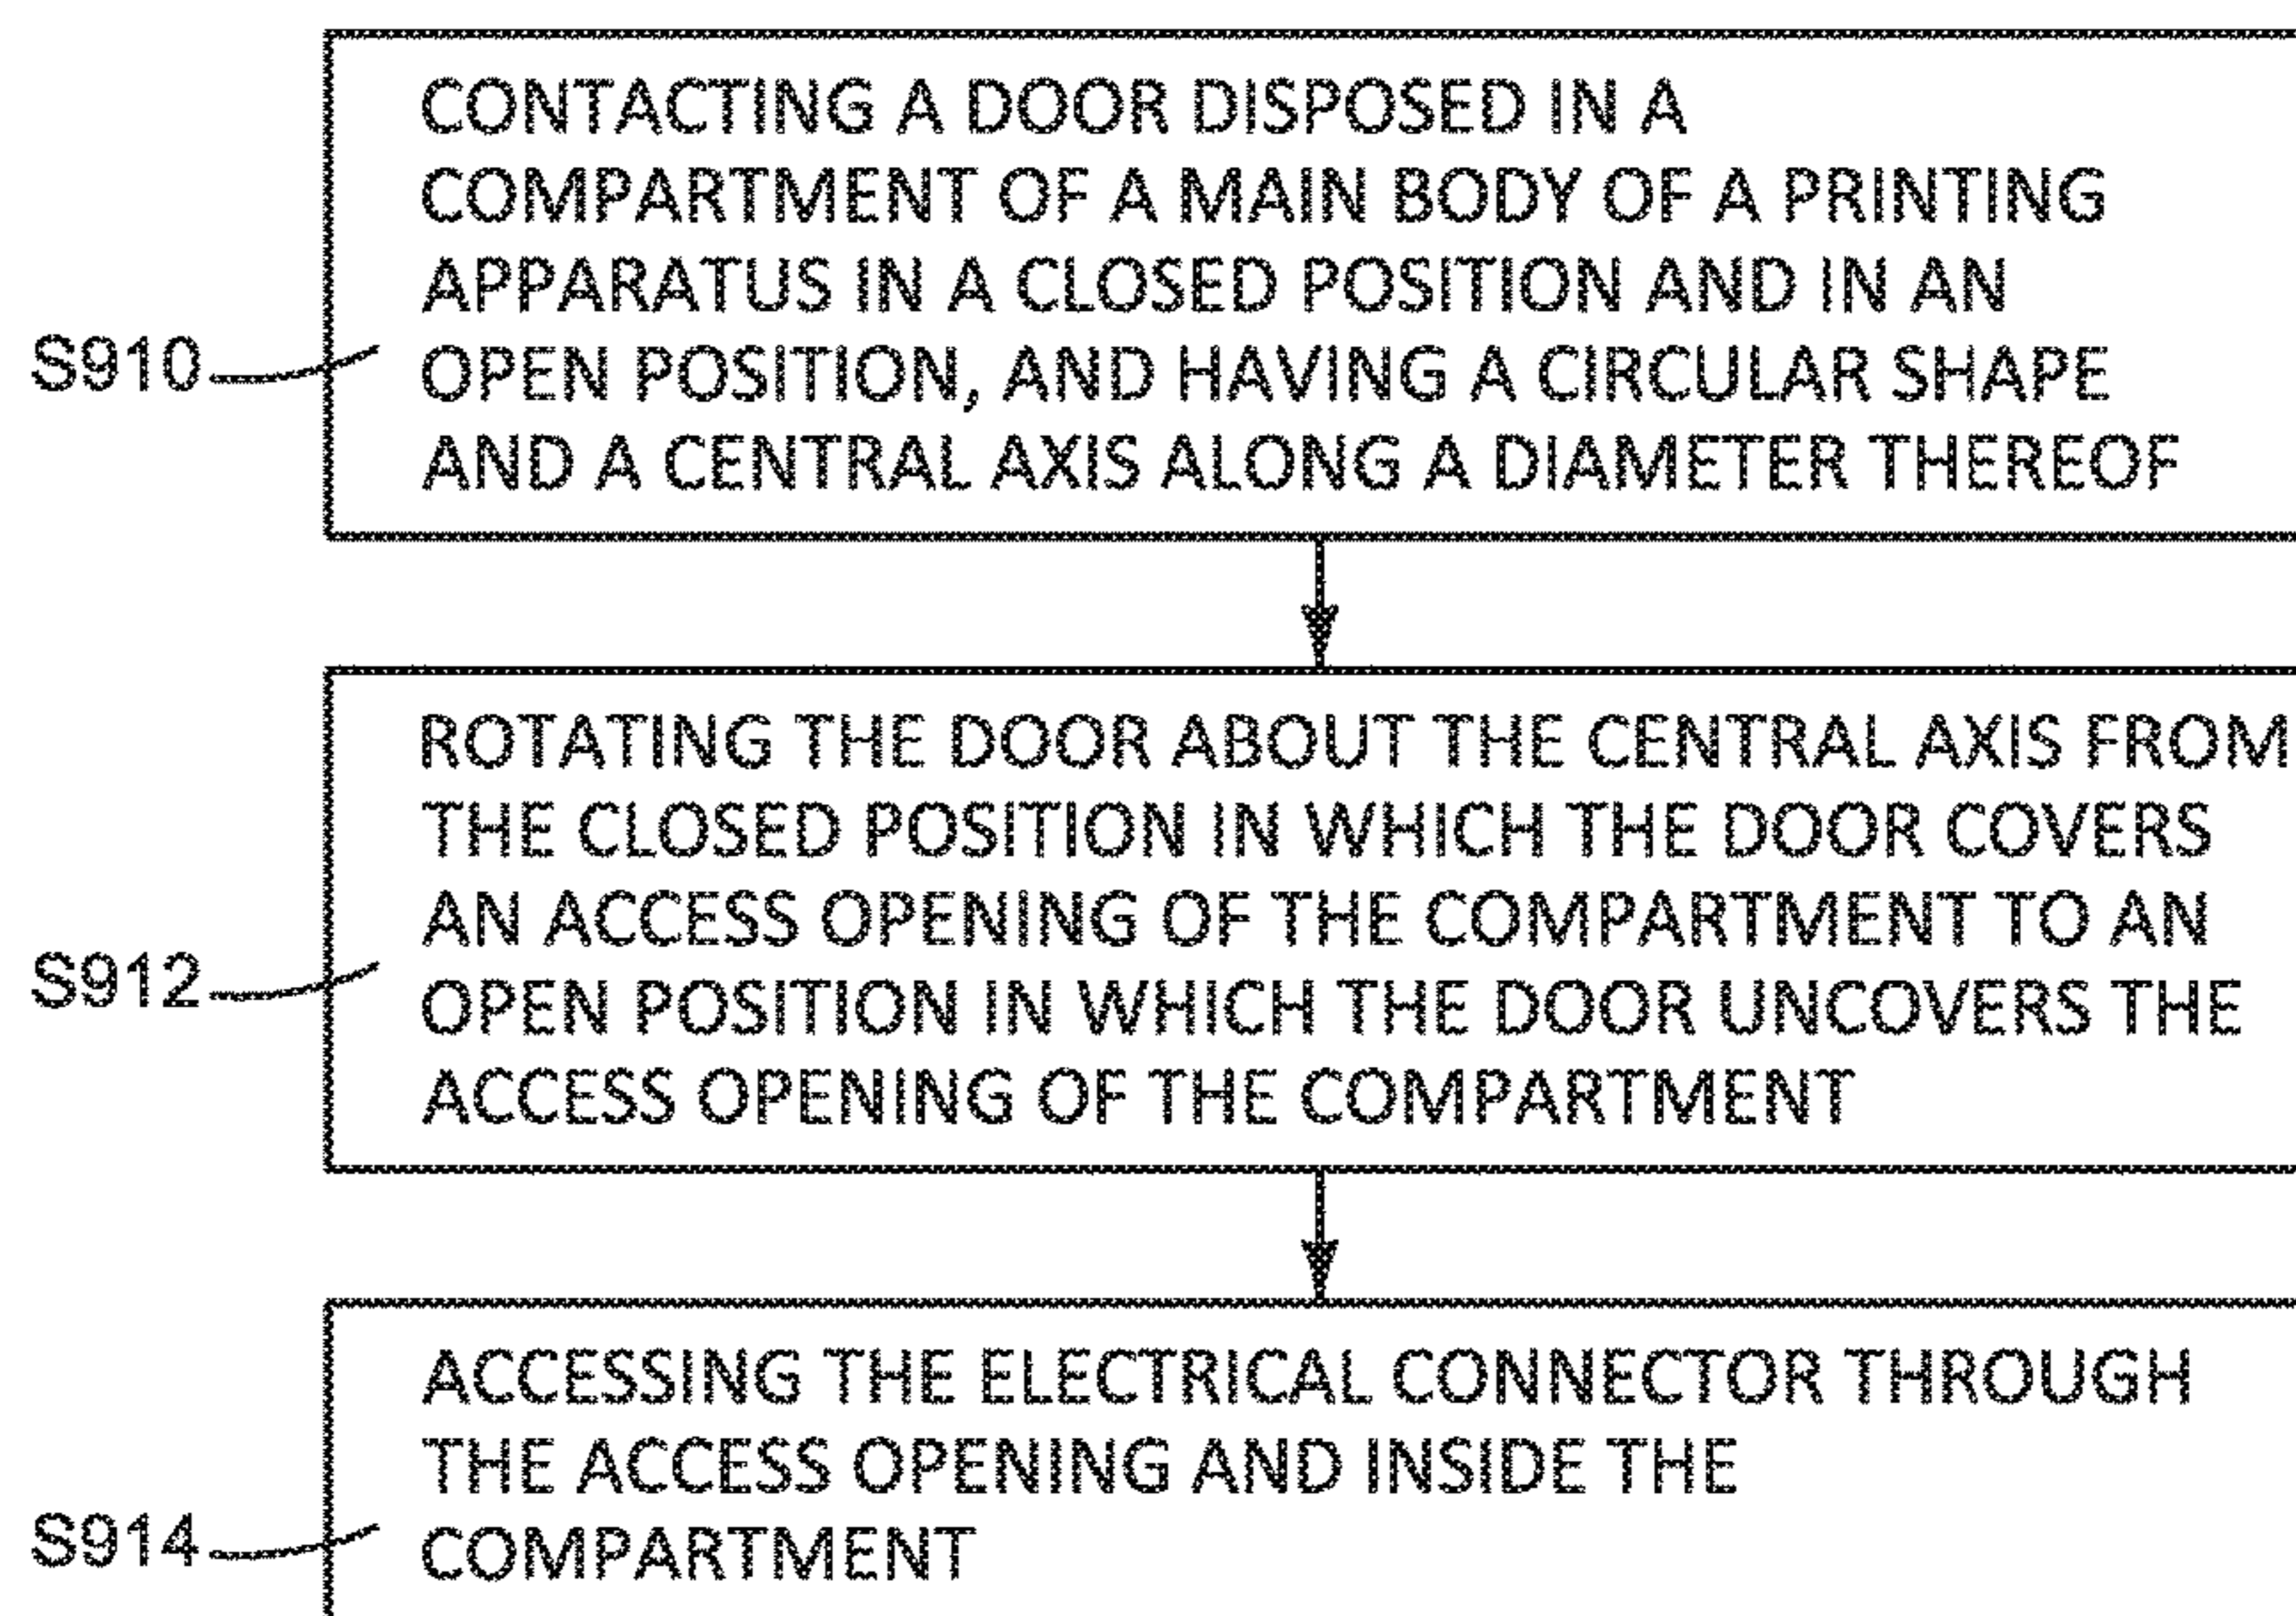 CONTACTING A DOOR DISPOSED IN A
COMPARTMENT OF A MAIN BODY OF A PRINTING
APPARATUS IN A CLOSED POSITION AND IN AN
S910
OPEN POSITION, AND HAVING A CIRCULAR SHAPE
AND A CENTRAL AXIS ALONG A DIAMETER THEREOF
ROTATING THE DOOR ABOUT THE CENTRAL AXIS FROM
THE CLOSED POSITION IN WHICH THE DOOR COVERS
AN ACCESS OPENING OF THE COMPARTMENT TO AN
S912
OPEN POSITION IN WHICH THE DOOR UNCOVERS THE
ACCESS OPENING OF THE COMPARTMENT
ACCESSING THE ELECTRICAL CONNECTOR THROUGH
THE ACCESS OPENING AND INSIDE THE
S914
COMPARTMENT